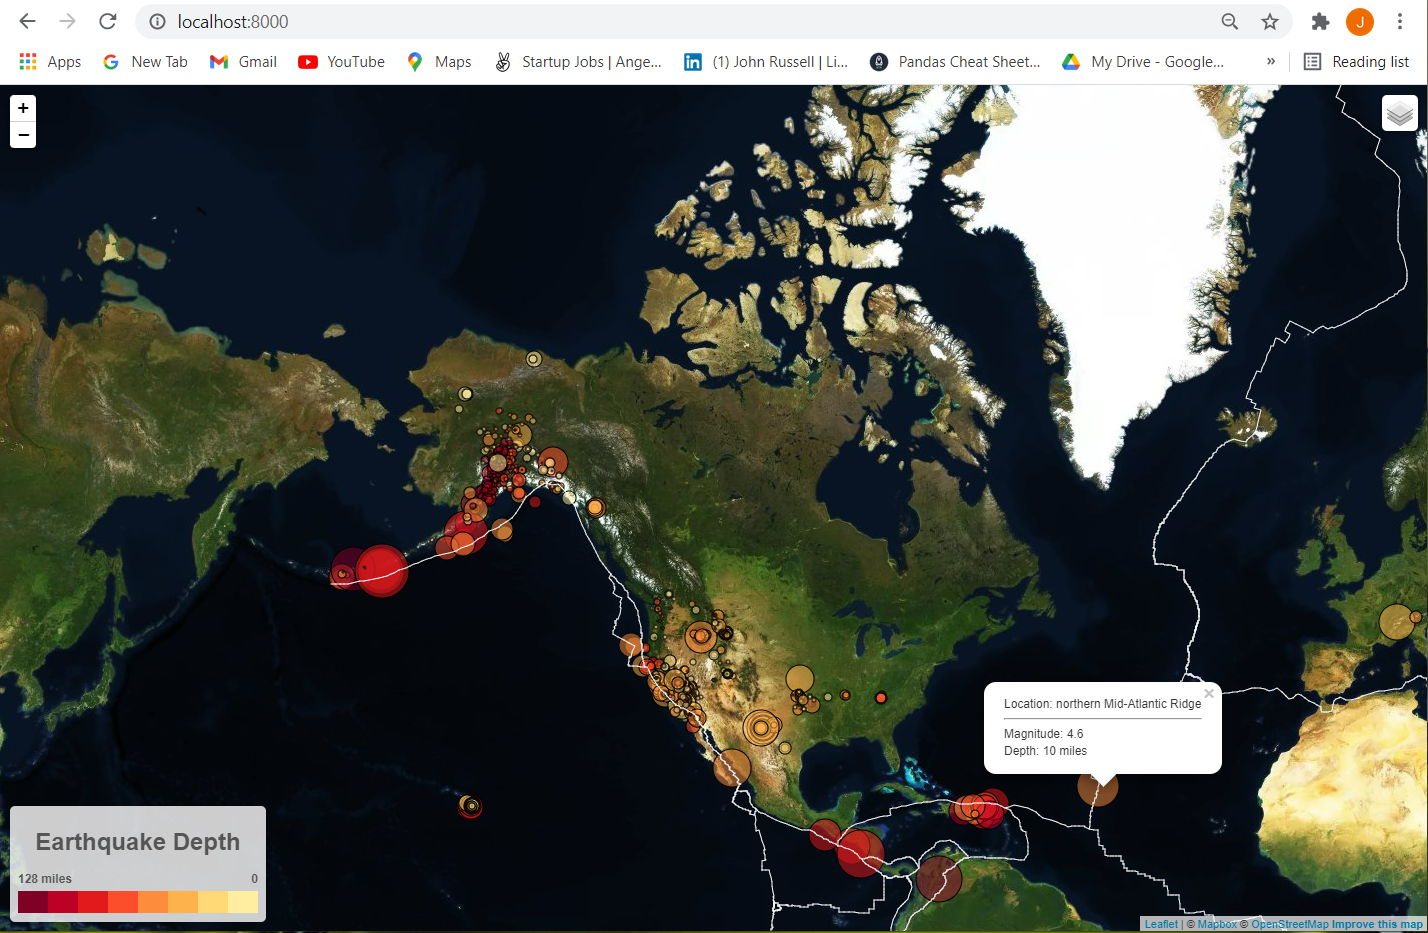 localhost:8000
J
Apps New Tab Gmail YouTube Maps Startup Jobs | Ange... (1) John Russell | Li... Pandas Cheat Sheet... My Drive - Google... » Reading list
+
−
Location: northern Mid-Atlantic Ridge
Magnitude: 4.6
Depth: 10 miles
Earthquake Depth
128 miles 0
Leaflet | © Mapbox © OpenStreetMap Improve this map